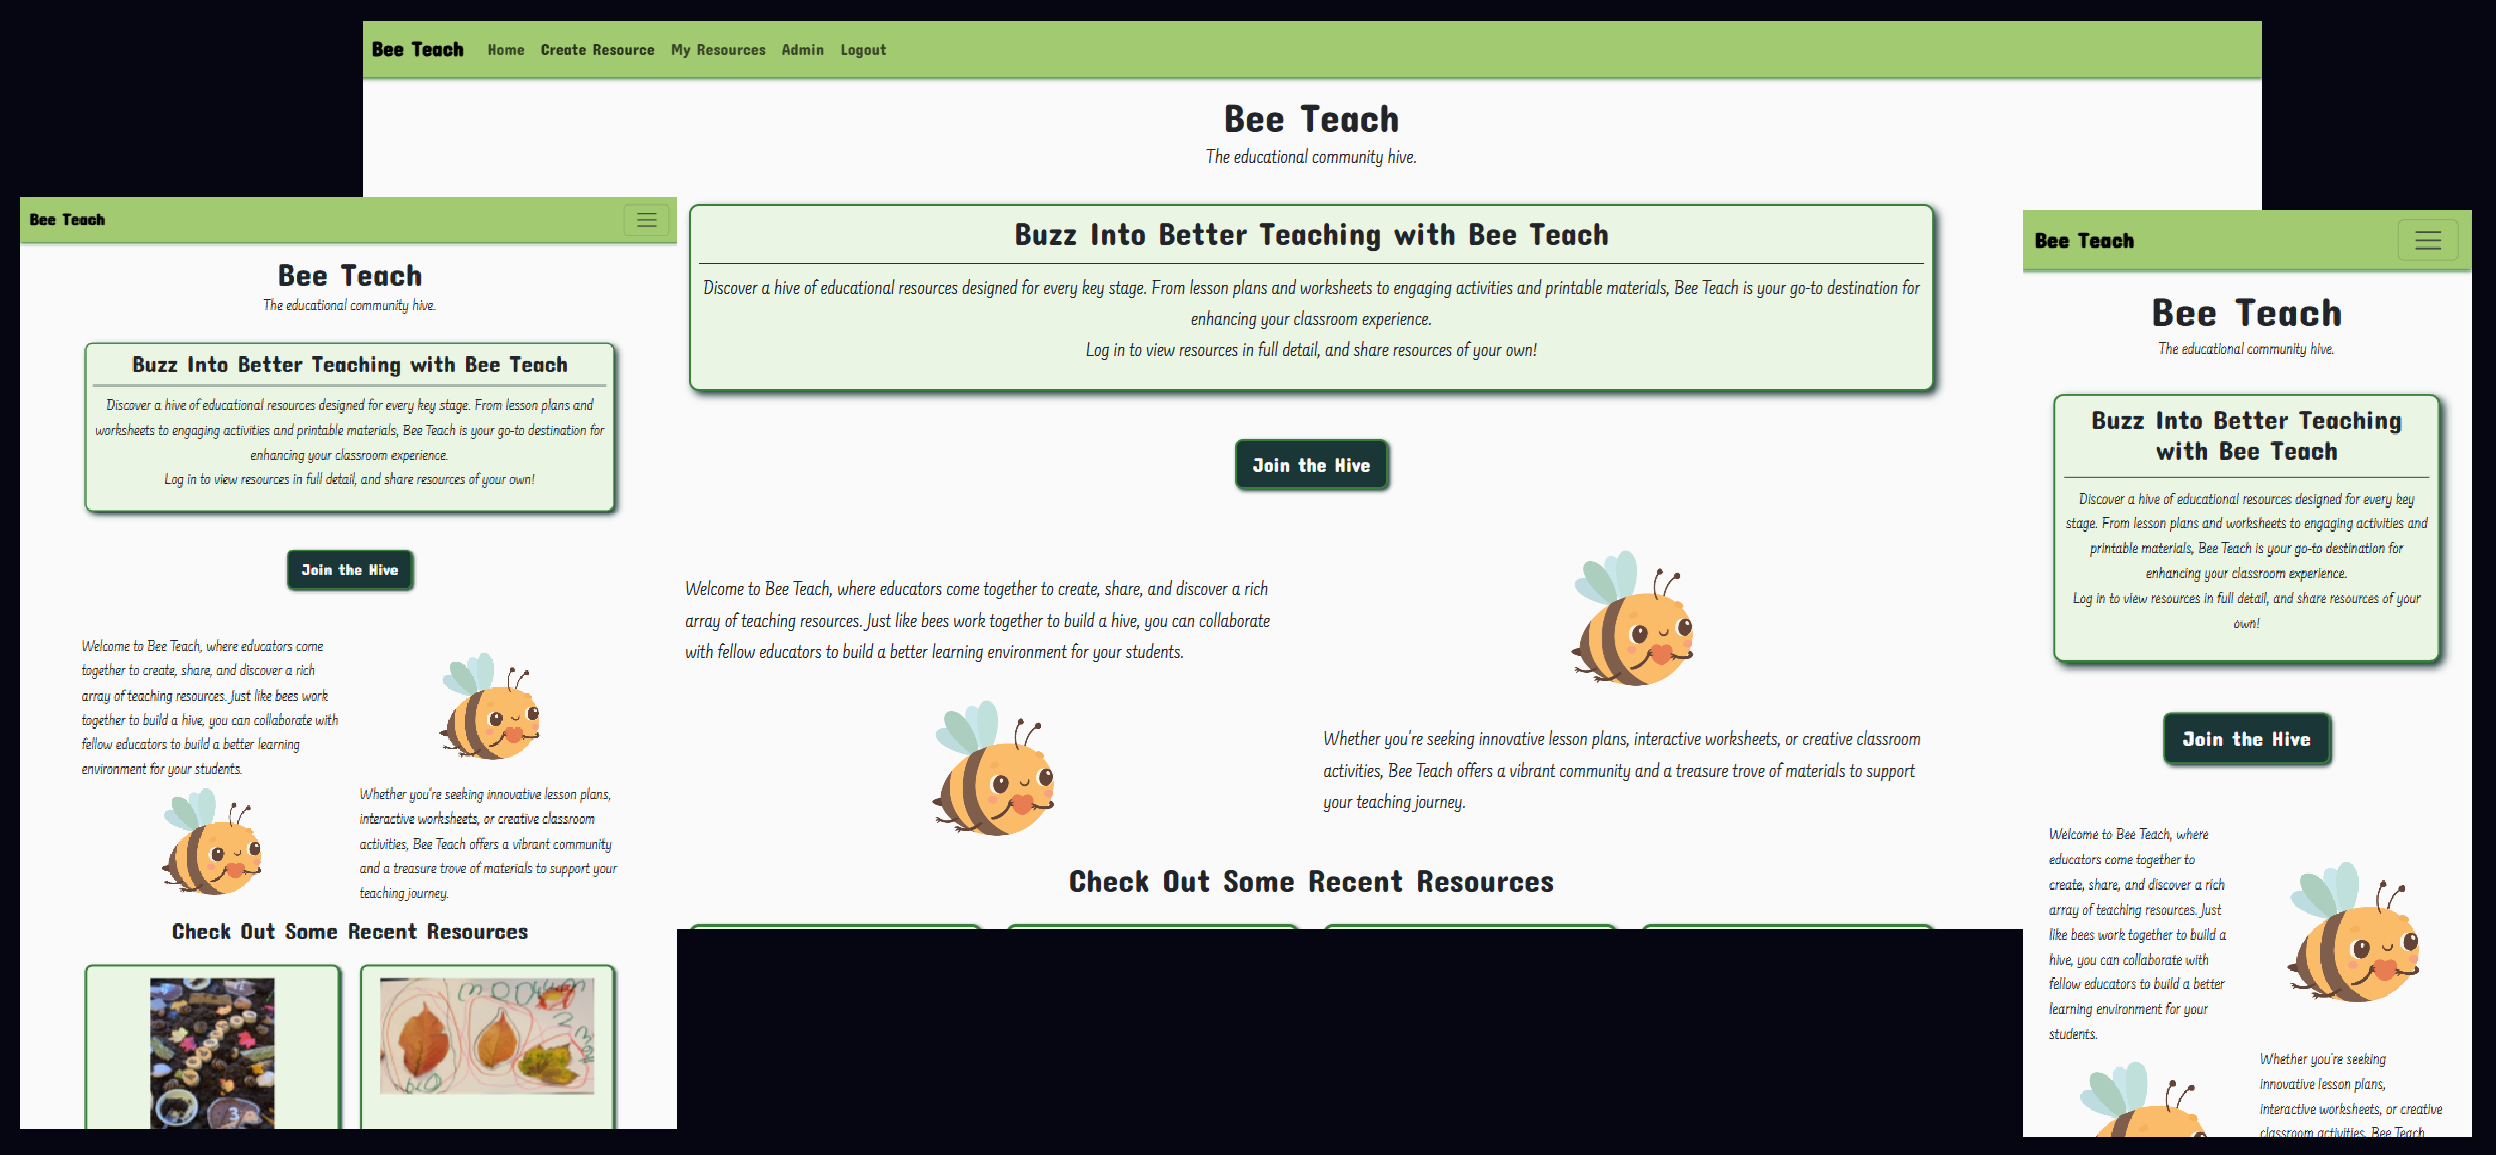 Bee Teach Home Create Resource My Resources Admin Logout
Bee Teach
The educational community hive.
Buzz Into Better Teaching with Bee Teach
Discover a hive of educational resources designed for every key stage. From lesson plans and worksheets to engaging activities and printable materials, Bee Teach is your go-to destination for
enhancing your classroom experience.
Log in to view resources in full detail, and share resources of your own!
Join the Hive
Welcome to Bee Teach, where educators come together to create, share, and discover a rich
array of teaching resources. Just like bees work together to build a hive, you can collaborate
with fellow educators to build a better learning environment for your students.
Whether you're seeking innovative lesson plans, interactive worksheets, or creative classroom
activities, Bee Teach offers a vibrant community and a treasure trove of materials to support
your teaching journey.
Check Out Some Recent Resources
Bee Teach
Bee Teach
The educational community hive.
Buzz Into Better Teaching with Bee Teach
Discover a hive of educational resources designed for every key stage. From lesson plans and
worksheets to engaging activities and printable materials, Bee Teach is your go-to destination for
enhancing your classroom experience.
Log in to view resources in full detail, and share resources of your own!
Join the Hive
Welcome to Bee Teach, where educators come
together to create, share, and discover a rich
array of teaching resources. Just like bees work
together to build a hive, you can collaborate with
fellow educators to build a better learning
environment for your students.
Whether you're seeking innovative lesson plans,
interactive worksheets, or creative classroom
activities, Bee Teach offers a vibrant community
and a treasure trove of materials to support your
teaching journey.
Check Out Some Recent Resources
3
Bee Teach
Bee Teach
The educational community hive.
Buzz Into Better Teaching
with Bee Teach
Discover a hive of educational resources designed for every key
stage. From lesson plans and worksheets to engaging activities and
printable materials, Bee Teach is your go-to destination for
enhancing your classroom experience.
Log in to view resources in full detail, and share resources of your
own!
Join the Hive
Welcome to Bee Teach, where
educators come together to
create, share, and discover a rich
array of teaching resources. Just
like bees work together to build a
hive, you can collaborate with
fellow educators to build a better
learning environment for your
students.
Whether you're seeking
innovative lesson plans,
interactive worksheets, or creative
classroom activities, Bee Teach